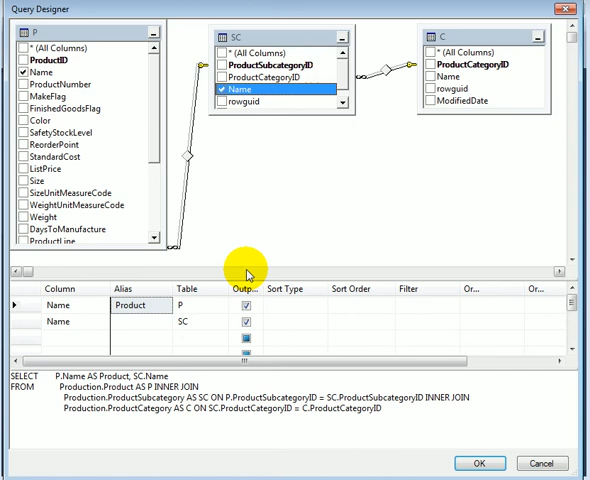 Query Designer
P
* (All Columns)
ProductID
Name
ProductNumber
MakeFlag
FinishedGoodsFlag
Color
SafetyStockLevel
ReorderPoint
StandardCost
ListPrice
Size
SizeUnitMeasureCode
WeightUnitMeasureCode
Weight
DaysToManufacture
ProductLine
SC
* (All Columns)
ProductSubcategoryID
ProductCategoryID
Name
rowguid
C
* (All Columns)
ProductCategoryID
Name
rowguid
ModifiedDate
Column Alias Table Outp... Sort Type Sort Order Filter Or... Or...
Name Product P
Name SC
SELECT P.Name AS Product, SC.Name
FROM Production.Product AS P INNER JOIN
Production.ProductSubcategory AS SC ON P.ProductSubcategoryID = SC.ProductSubcategoryID INNER JOIN
Production.ProductCategory AS C ON SC.ProductCategoryID = C.ProductCategoryID
OK Cancel